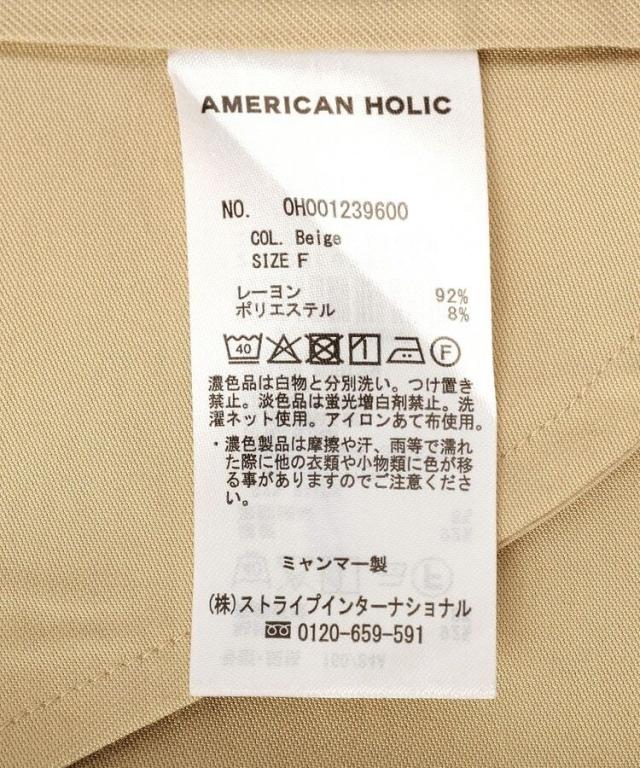 AMERICAN HOLIC
NO. OH001239600
COL. Beige
SIZE F
レーヨン 92%
ポリエステル 8%
40 F
濃色品は白物と分別洗い。つけ置き
禁止。淡色品は蛍光増白剤禁止。洗
濯ネット使用。アイロンあて布使用。
・濃色製品は摩擦や汗、雨等で濡れ
た際に他の衣類や小物類に色が移
る事がありますのでご注意くださ
い。
ミャンマー製
(株)ストライプインターナショナル
0120-659-591